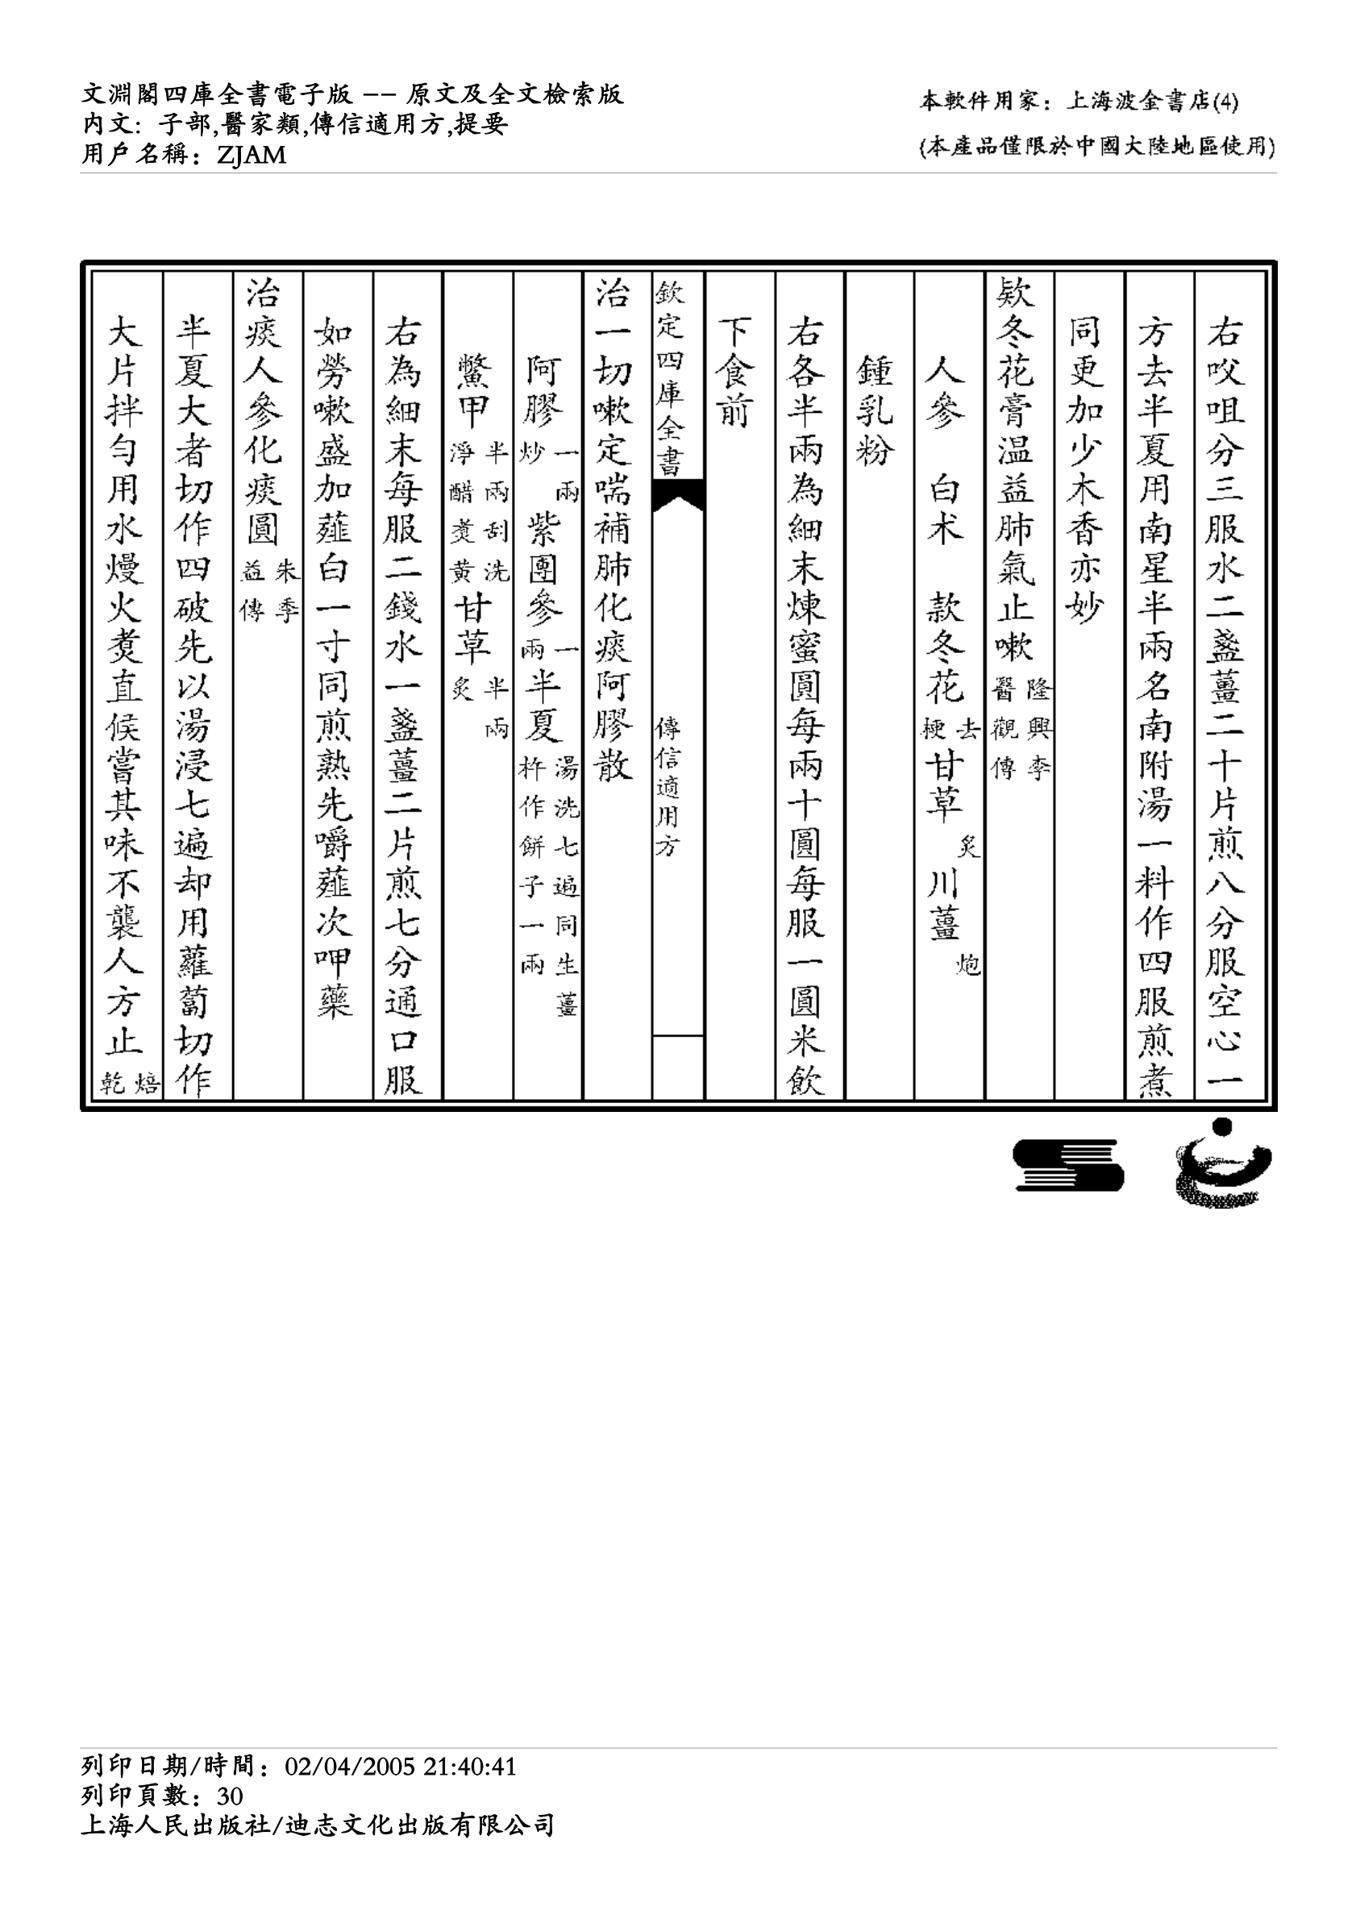 文淵閣四庫全書電子版 -- 原文及全文檢索版
内文: 子部,醫家類,傳信適用方,提要
用戶名稱: ZJAM
本軟件用家: 上海波金書店(4)
(本產品僅限於中國大陸地區使用)
右㕮咀分三服水二盞薑二十片煎八分服空心一
方去半夏用南星半兩名南附湯一料作四服煎煮
同更加少木香亦妙
欵冬花膏温益肺氣止嗽隆興李醫觀傳
人參 白术 款冬花去梗甘草炙川薑炮
鍾乳粉
右各半兩為細末煉蜜圓每兩十圓每服一圓米飲
下食前
欽定四庫全書 傳信適用方
治一切嗽定喘補肺化痰阿膠散
阿膠一兩炒紫團參一兩半夏湯洗七遍同生薑杵作餅子一兩
鱉甲半兩刮洗淨醋煑黄甘草半兩炙
右為細末每服二錢水一盞薑二片煎七分通口服
如勞嗽盛加薤白一寸同煎熟先嚼薤次呷藥
治痰人參化痰圓朱季益傳
半夏大者切作四破先以湯浸七遍却用蘿蔔切作
大片拌勻用水熳火煑直候嘗其味不䶜人方止焙乾
列印日期/時間: 02/04/2005 21:40:41
列印頁數: 30
上海人民出版社/迪志文化出版有限公司